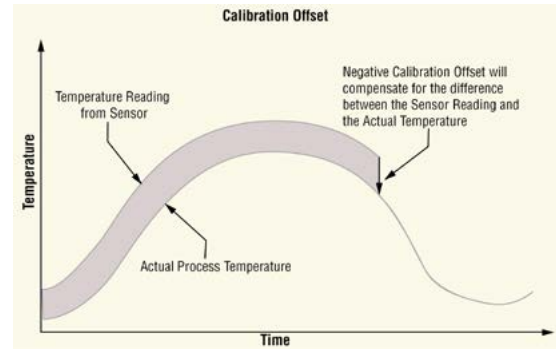 Calibration Offset
Temperature Reading
from Sensor
Negative Calibration Offset will
compensate for the difference
between the Sensor Reading and
the Actual Temperature
Temperature
Actual Process Temperature
Time